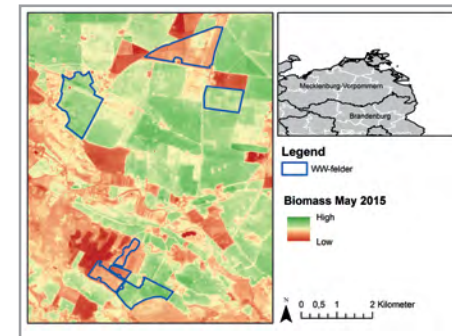 Mecklenburg-Vorpommern
Brandenburg
Legend
WW-felder
Biomass May 2015
High
Low
N
0 0,5 1 2 Kilometer